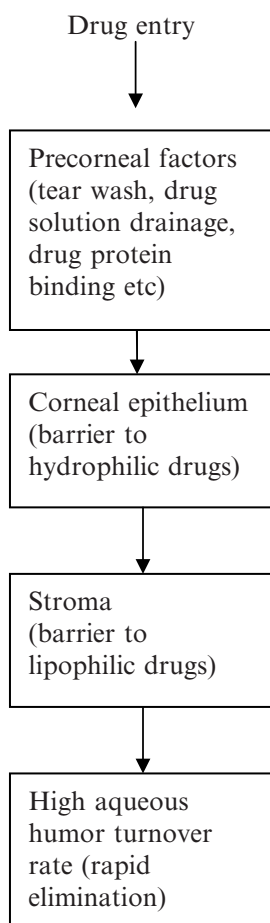 Drug entry
Precorneal factors
(tear wash, drug
solution drainage,
drug protein
binding etc)
Corneal epithelium
(barrier to
hydrophilic drugs)
Stroma
(barrier to
lipophilic drugs)
High aqueous
humor turnover
rate (rapid
elimination)